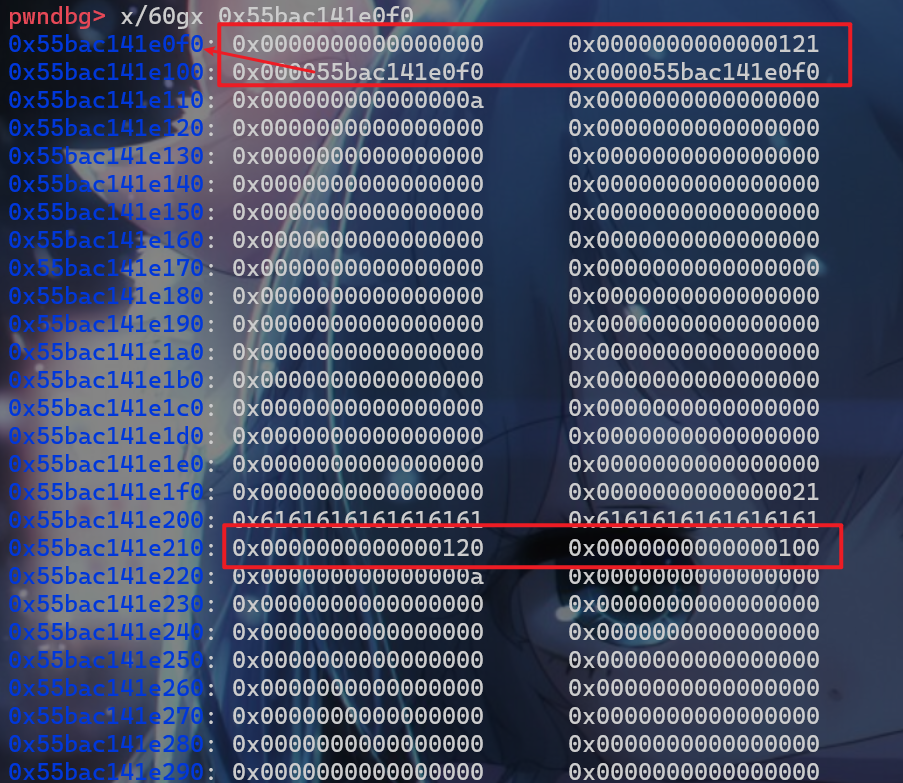 pwndbg> x/60gx 0x55bac141e0f0
0x55bac141e0f0: 0x0000000000000000 0x0000000000000121
0x55bac141e100: 0x000055bac141e0f0 0x000055bac141e0f0
0x55bac141e110: 0x000000000000000a 0x0000000000000000
0x55bac141e120: 0x0000000000000000 0x0000000000000000
0x55bac141e130: 0x0000000000000000 0x0000000000000000
0x55bac141e140: 0x0000000000000000 0x0000000000000000
0x55bac141e150: 0x0000000000000000 0x0000000000000000
0x55bac141e160: 0x0000000000000000 0x0000000000000000
0x55bac141e170: 0x0000000000000000 0x0000000000000000
0x55bac141e180: 0x0000000000000000 0x0000000000000000
0x55bac141e190: 0x0000000000000000 0x0000000000000000
0x55bac141e1a0: 0x0000000000000000 0x0000000000000000
0x55bac141e1b0: 0x0000000000000000 0x0000000000000000
0x55bac141e1c0: 0x0000000000000000 0x0000000000000000
0x55bac141e1d0: 0x0000000000000000 0x0000000000000000
0x55bac141e1e0: 0x0000000000000000 0x0000000000000000
0x55bac141e1f0: 0x0000000000000000 0x0000000000000021
0x55bac141e200: 0x6161616161616161 0x6161616161616161
0x55bac141e210: 0x0000000000000120 0x0000000000000100
0x55bac141e220: 0x000000000000000a 0x0000000000000000
0x55bac141e230: 0x0000000000000000 0x0000000000000000
0x55bac141e240: 0x0000000000000000 0x0000000000000000
0x55bac141e250: 0x0000000000000000 0x0000000000000000
0x55bac141e260: 0x0000000000000000 0x0000000000000000
0x55bac141e270: 0x0000000000000000 0x0000000000000000
0x55bac141e280: 0x0000000000000000 0x0000000000000000
0x55bac141e290: 0x0000000000000000 0x0000000000000000